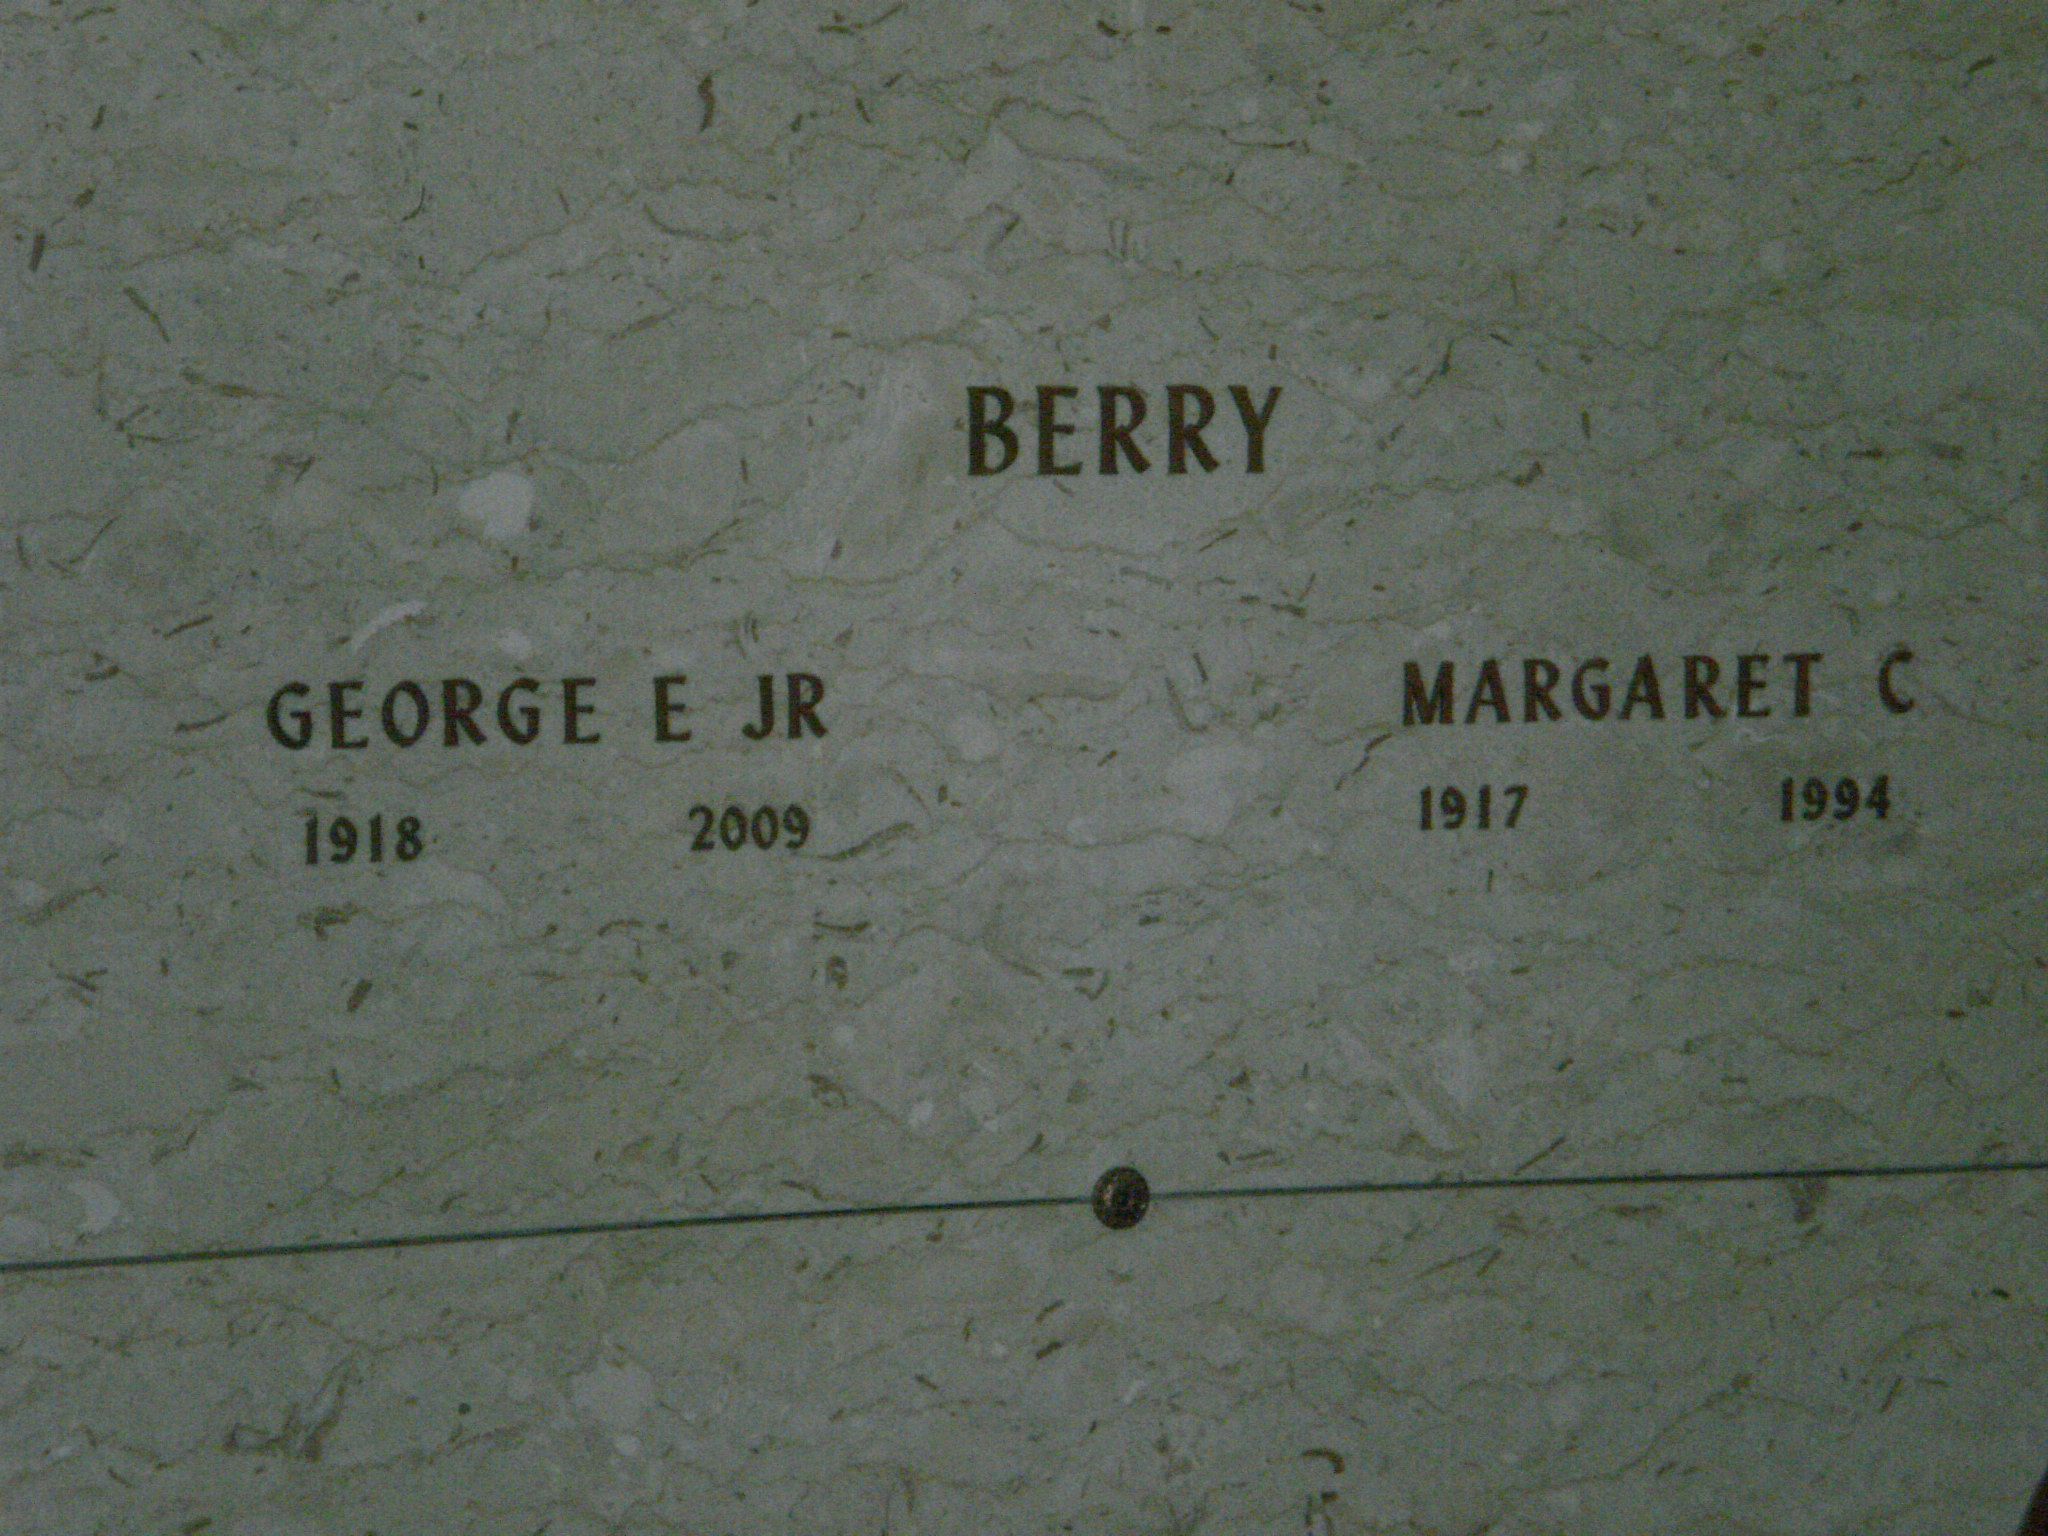 BERRY
GEORGE E JR
1918 2009
MARGARET C
1917 1994